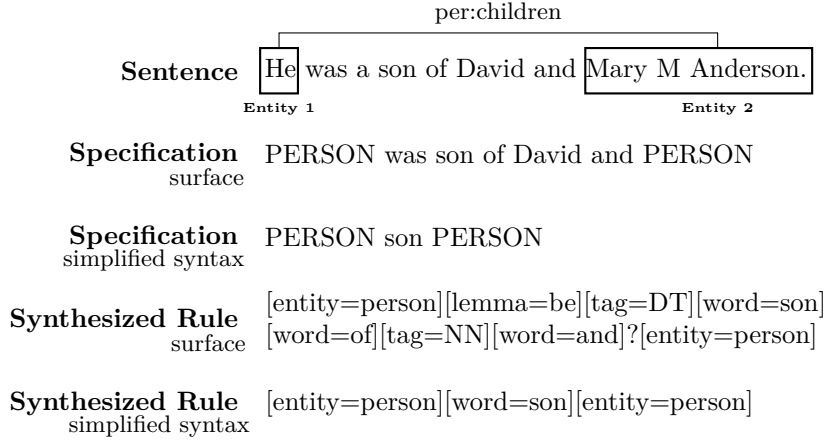 per:children
Sentence He was a son of David and Mary M Anderson.
Entity 1 Entity 2
Specification PERSON was son of David and PERSON
surface
Specification PERSON son PERSON
simplified syntax
[entity=person][lemma=be][tag=DT][word=son]
Synthesized Rule
surface [word=of][tag=NN][word=and]?[entity=person]
Synthesized Rule [entity=person][word=son][entity=person]
simplified syntax